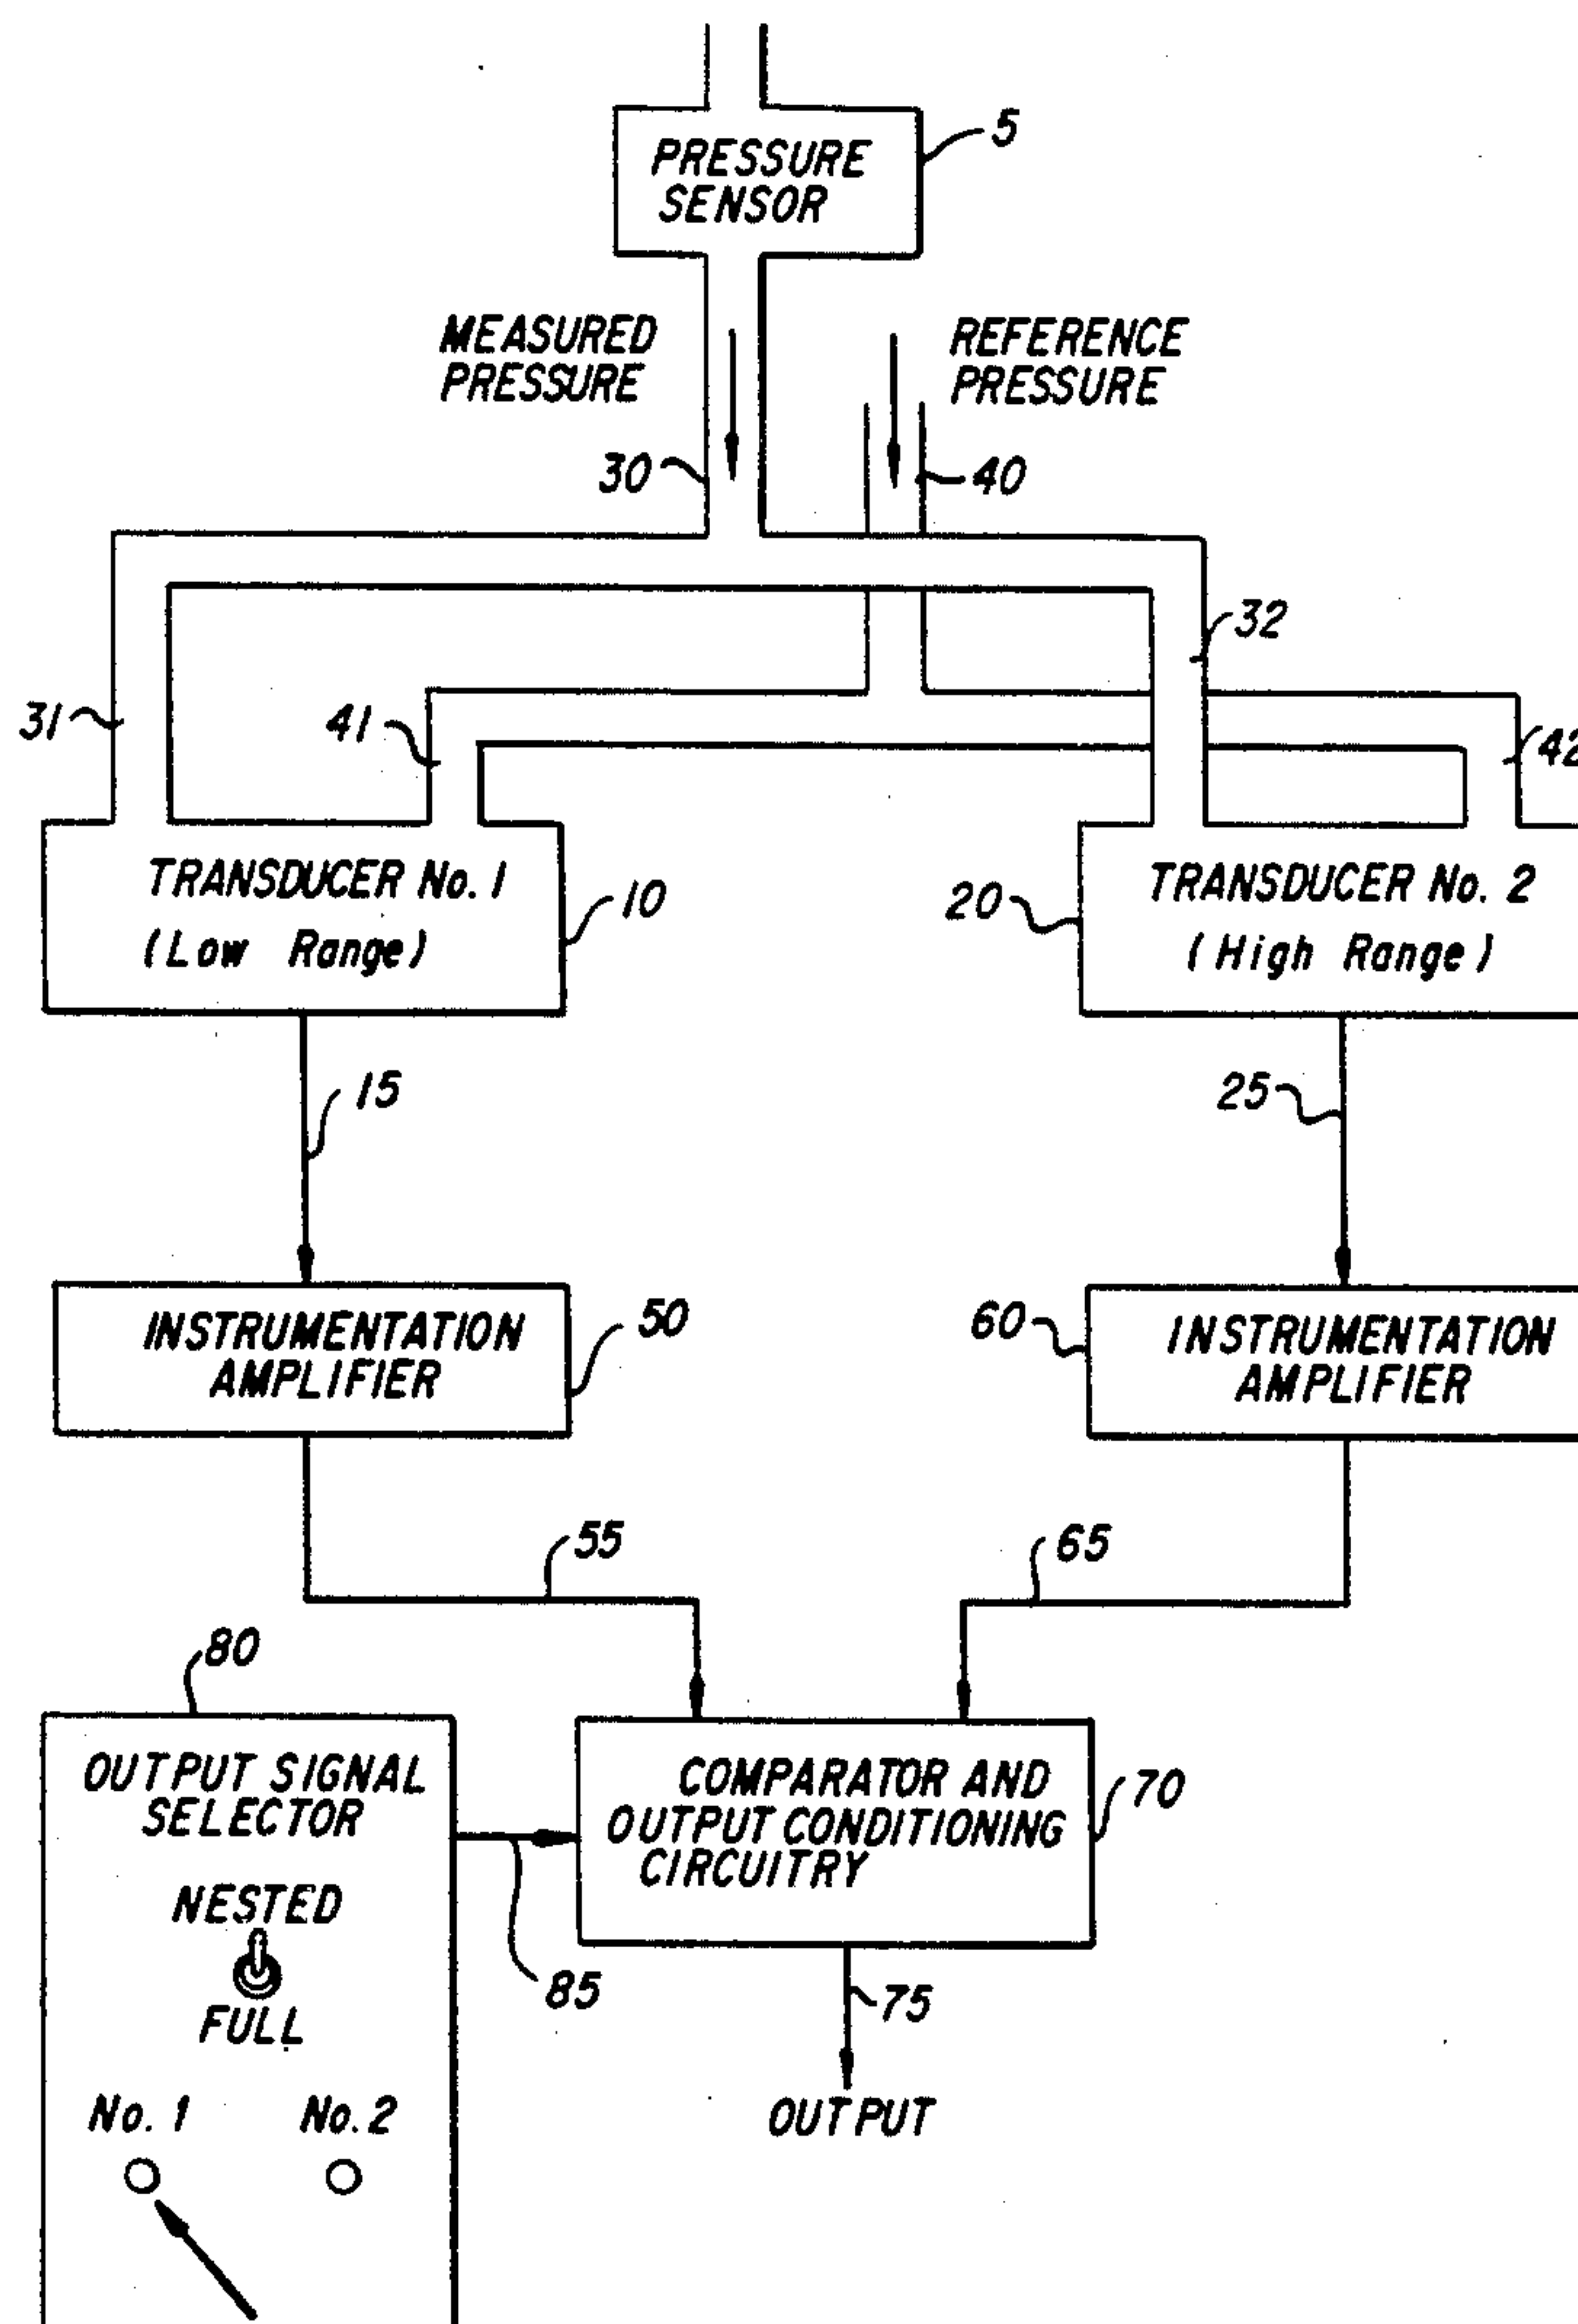 5
PRESSURE
SENSOR
MEASURED
PRESSURE
REFERENCE
PRESSURE
30
40
32
31
41
42
TRANSDUCER No. 1
(Low Range)
10
20
TRANSDUCER No. 2
(High Range)
15
25
INSTRUMENTATION
AMPLIFIER
50
60
INSTRUMENTATION
AMPLIFIER
55
65
80
OUTPUT SIGNAL
SELECTOR
NESTED
FULL
No. 1
No. 2
COMPARATOR AND
OUTPUT CONDITIONING
CIRCUITRY
70
85
75
OUTPUT